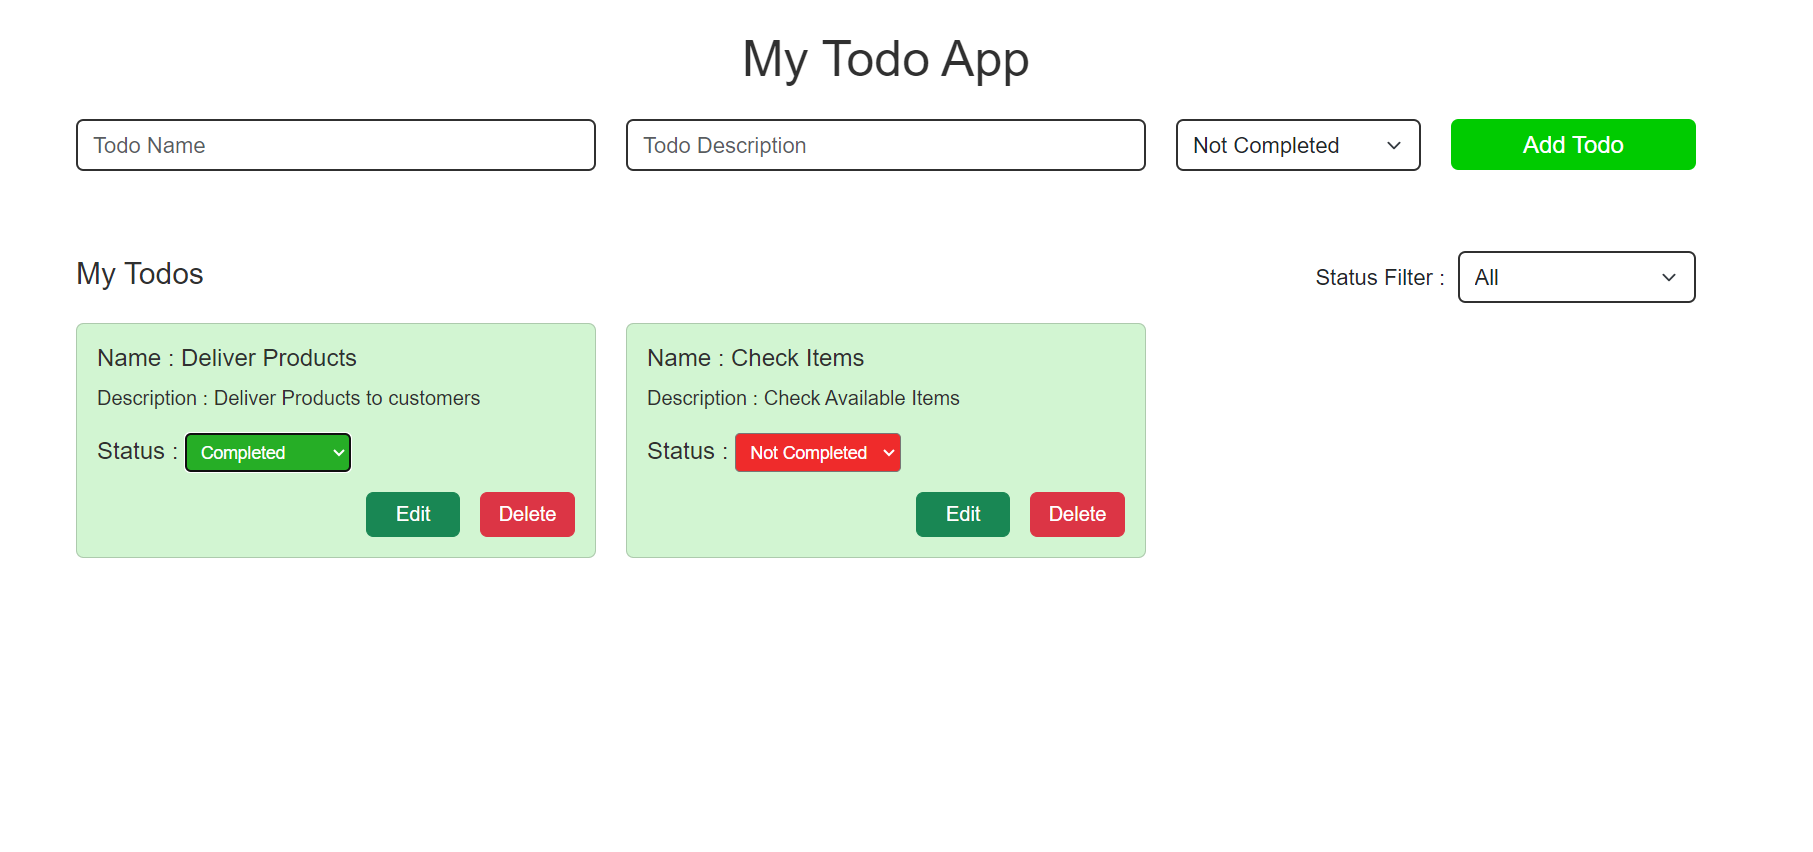 My Todo App
Todo Name
Todo Description
Not Completed
Add Todo
My Todos
Status Filter : All
Name : Deliver Products
Description : Deliver Products to customers
Status : Completed
Edit
Delete
Name : Check Items
Description : Check Available Items
Status : Not Completed
Edit
Delete